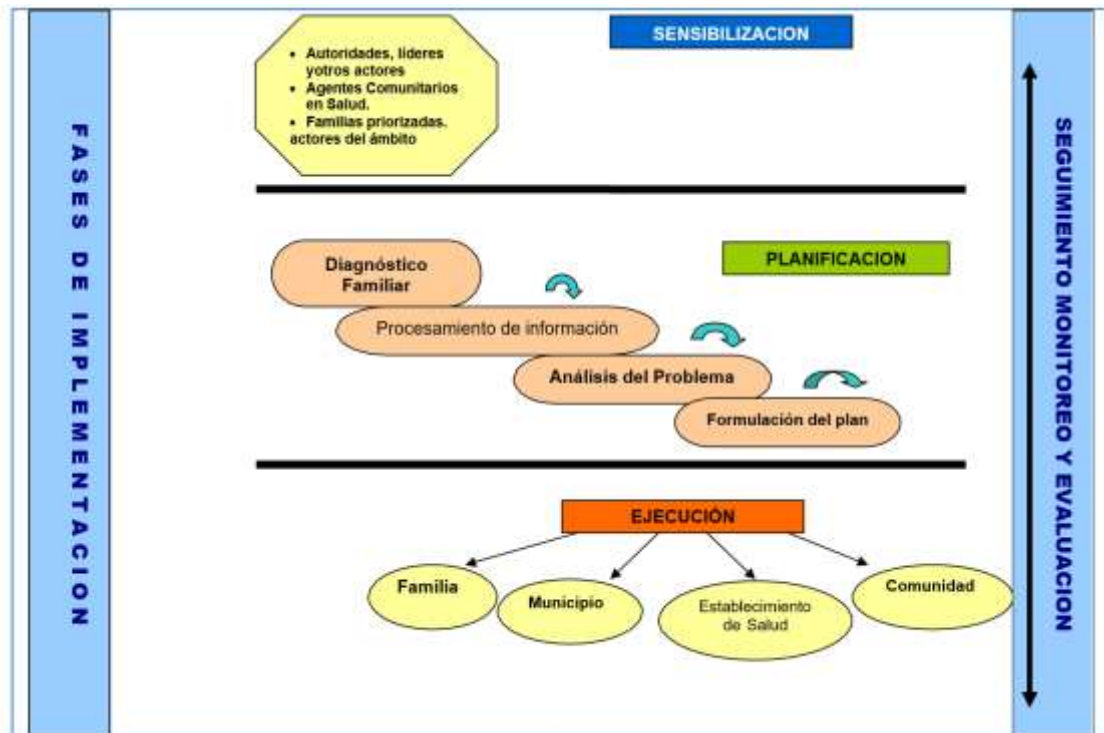 FASES DE IMPLEMENTACION
SENSIBILIZACION
• Autoridades, líderes
yotros actores
• Agentes Comunitarios
en Salud.
• Familias priorizadas.
actores del ámbito
PLANIFICACION
Diagnóstico
Familiar
Procesamiento de información
Análisis del Problema
Formulación del plan
EJECUCIÓN
Familia
Municipio
Establecimiento
de Salud
Comunidad
SEGUIMIENTO MONITOREO Y EVALUACION